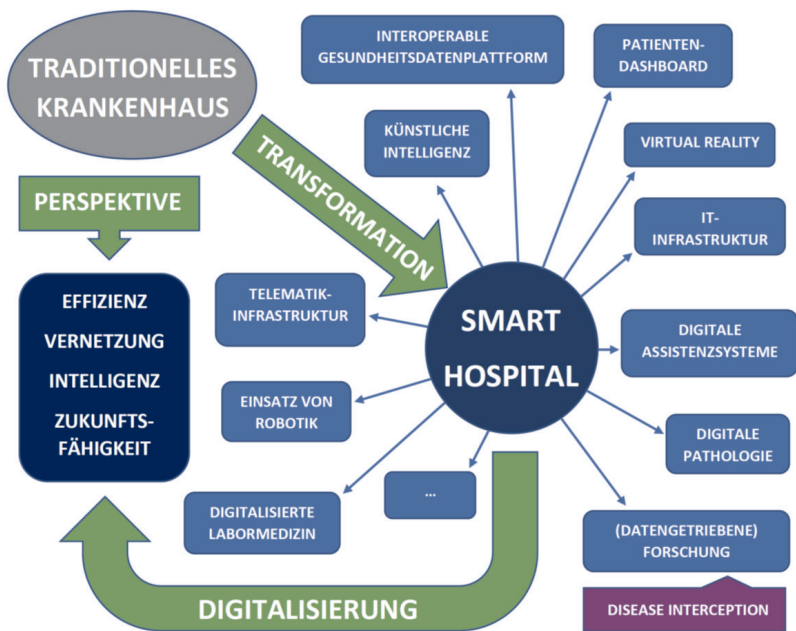 TRADITIONELLES
KRANKENHAUS
INTEROPERABLE
GESUNDHEITSDATENPLATTFORM
PATIENTEN-
DASHBOARD
KÜNSTLICHE
INTELLIGENZ
VIRTUAL REALITY
TRANSFORMATION
PERSPEKTIVE
IT-
INFRASTRUKTUR
EFFIZIENZ
VERNETZUNG
INTELLIGENZ
ZUKUNFTS-
FÄHIGKEIT
TELEMATIK-
INFRASTRUKTUR
SMART
HOSPITAL
DIGITALE
ASSISTENZSYSTEME
EINSATZ VON
ROBOTIK
DIGITALE
PATHOLOGIE
...
DIGITALISIERTE
LABORMEDIZIN
(DATENGETRIEBENE)
FORSCHUNG
DIGITALISIERUNG
DISEASE INTERCEPTION